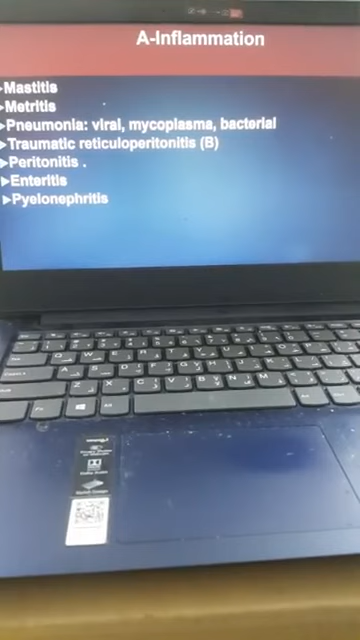 A-Inflammation
▸Mastitis
▸Metritis
▸Pneumonia: viral, mycoplasma, bacterial
▸Traumatic reticuloperitonitis (B)
▸Peritonitis .
▸Enteritis
▸Pyelonephritis